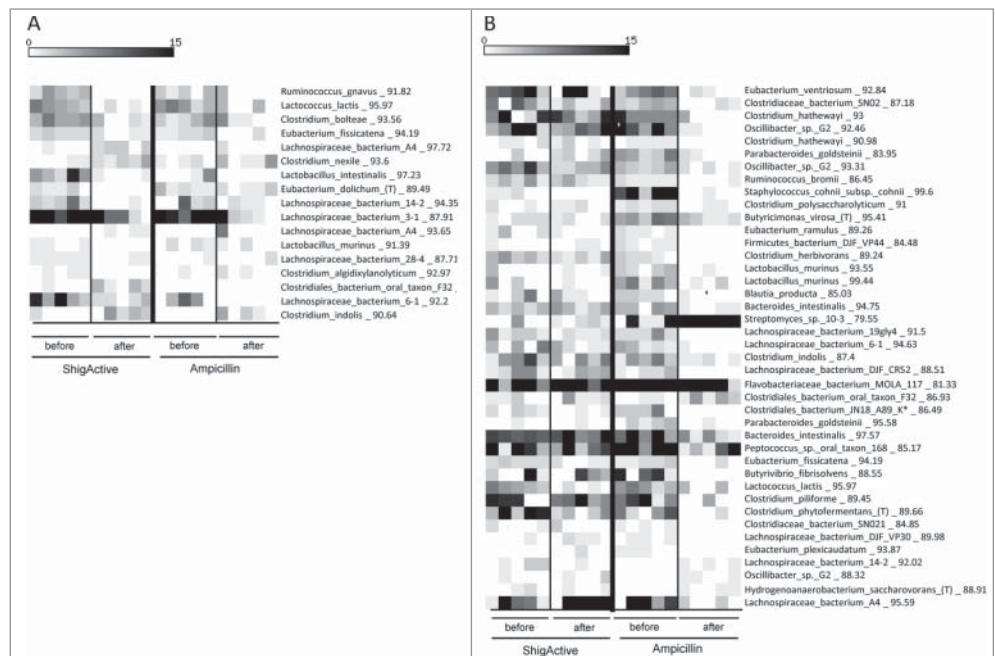 A
0 15
Ruminococcus_gnavus _ 91.82
Lactococcus_lactis _ 95.97
Clostridium_bolteae _ 93.56
Eubacterium_fissicatena _ 94.19
Lachnospiraceae_bacterium_A4 _ 97.72
Clostridium_nexile _ 93.6
Lactobacillus_intestinalis _ 97.23
Eubacterium_dolichum_(T) _ 89.49
Lachnospiraceae_bacterium_14-2 _ 94.35
Lachnospiraceae_bacterium_3-1 _ 87.91
Lachnospiraceae_bacterium_A4 _ 93.65
Lactobacillus_murinus _ 91.39
Lachnospiraceae_bacterium_28-4 _ 87.71
Clostridium_algidixylanolyticum _ 92.97
Clostridiales_bacterium_oral_taxon_F32 _
Lachnospiraceae_bacterium_6-1 _ 92.2
Clostridium_indolis _ 90.64
before after before after
ShigActive Ampicillin
B
0 15
Eubacterium_ventriosum _ 92.84
Clostridiaceae_bacterium_SN02 _ 87.18
Clostridium_hathewayi _ 93
Oscillibacter_sp._G2 _ 92.46
Clostridium_hathewayi _ 90.98
Parabacteroides_goldsteinii _ 83.95
Oscillibacter_sp._G2 _ 93.31
Ruminococcus_bromii _ 86.45
Staphylococcus_cohnii_subsp._cohnii _ 99.6
Clostridium_polysaccharolyticum _ 91
Butyricimonas_virosa_(T) _ 95.41
Eubacterium_ramulus _ 89.26
Firmicutes_bacterium_DJF_VP44 _ 84.48
Clostridium_herbivorans _ 89.24
Lactobacillus_murinus _ 93.55
Lactobacillus_murinus _ 99.44
Blautia_producta _ 85.03
Bacteroides_intestinalis _ 94.75
Streptomyces_sp._10-3 _ 79.55
Lachnospiraceae_bacterium_19gly4 _ 91.5
Lachnospiraceae_bacterium_6-1 _ 94.63
Clostridium_indolis _ 87.4
Lachnospiraceae_bacterium_DJF_CR52 _ 88.51
Flavobacteriaceae_bacterium_MOLA_117 _ 81.33
Clostridiales_bacterium_oral_taxon_F32 _ 86.93
Clostridiales_bacterium_JN18_A89_K* _ 86.49
Parabacteroides_goldsteinii _ 95.58
Bacteroides_intestinalis _ 97.57
Peptococcus_sp._oral_taxon_168 _ 85.17
Eubacterium_fissicatena _ 94.19
Butyrivibrio_fibrisolvens _ 88.55
Lactococcus_lactis _ 95.97
Clostridium_piliforme _ 89.45
Clostridium_phytofermentans_(T) _ 89.66
Clostridiaceae_bacterium_SN021 _ 84.85
Lachnospiraceae_bacterium_DJF_VP30 _ 89.98
Eubacterium_plexicaudatum _ 93.87
Lachnospiraceae_bacterium_14-2 _ 92.02
Oscillibacter_sp._G2 _ 88.32
Hydrogenoanaerobacterium_saccharovorans_(T) _ 88.91
Lachnospiraceae_bacterium_A4 _ 95.59
before after before after
ShigActive Ampicillin